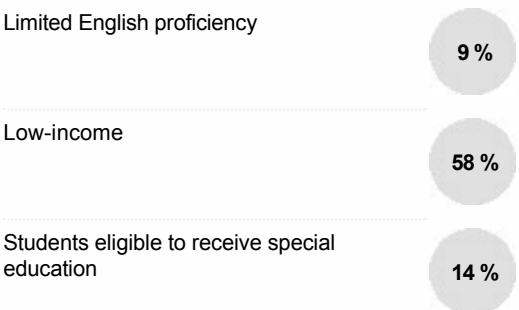 Limited English proficiency
9 %
Low-income
58 %
Students eligible to receive special
education
14 %